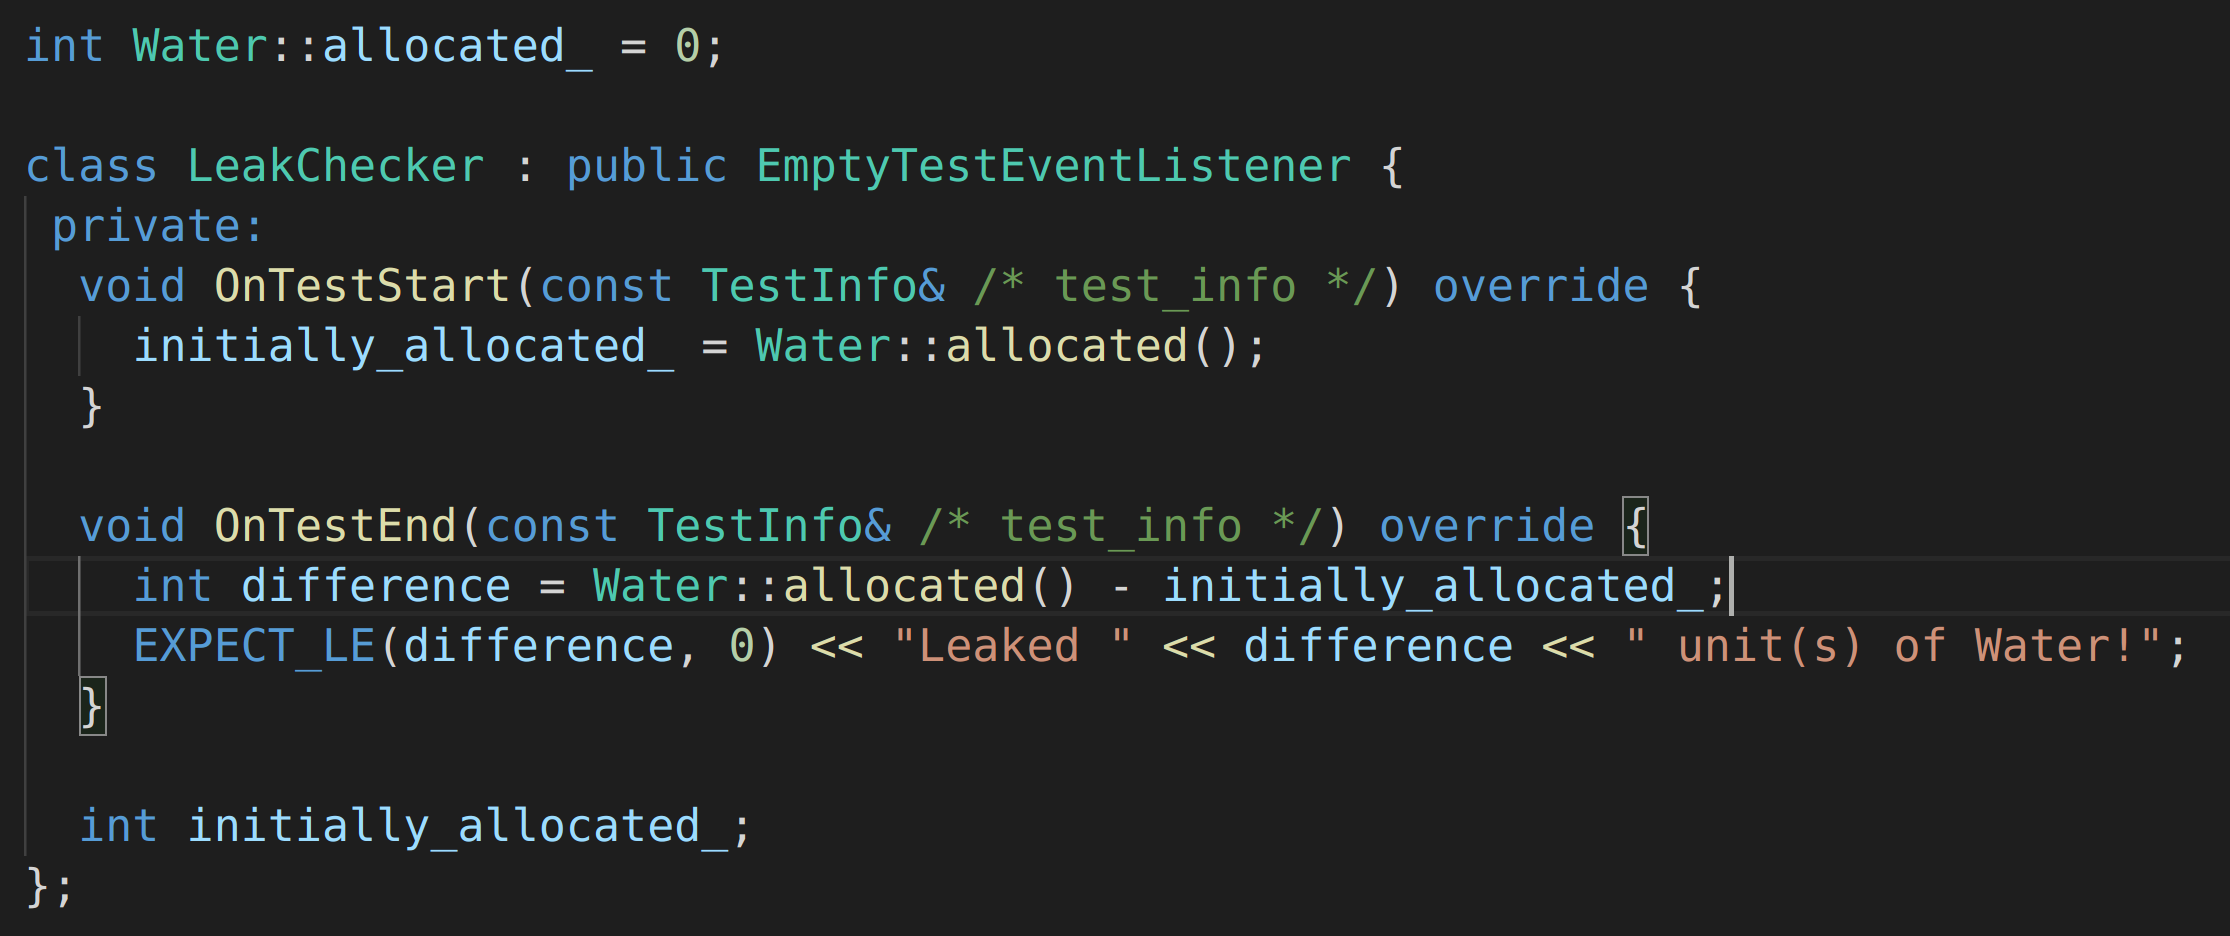 int Water::allocated_ = 0;
class LeakChecker : public EmptyTestEventListener {
private:
void OnTestStart(const TestInfo& /* test_info */) override {
initially_allocated_ = Water::allocated();
}
void OnTestEnd(const TestInfo& /* test_info */) override {
int difference = Water::allocated() - initially_allocated_;
EXPECT_LE(difference, 0) << "Leaked " << difference << " unit(s) of Water!";
}
int initially_allocated_;
};